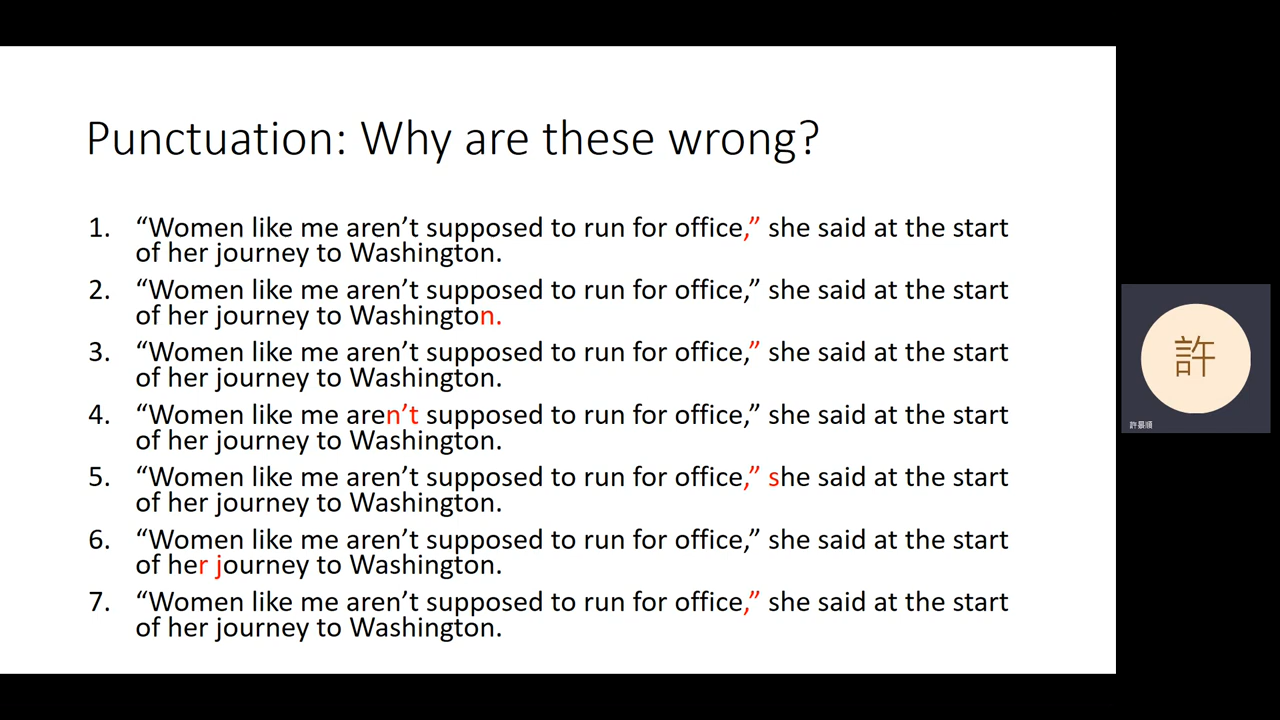 Punctuation: Why are these wrong?
1. “Women like me aren’t supposed to run for office,” she said at the start
of her journey to Washington.
2. “Women like me aren’t supposed to run for office,” she said at the start
of her journey to Washington.
3. “Women like me aren’t supposed to run for office,” she said at the start
of her journey to Washington.
4. “Women like me aren’t supposed to run for office,” she said at the start
of her journey to Washington.
5. “Women like me aren’t supposed to run for office,” she said at the start
of her journey to Washington.
6. “Women like me aren’t supposed to run for office,” she said at the start
of her journey to Washington.
7. “Women like me aren’t supposed to run for office,” she said at the start
of her journey to Washington.
許